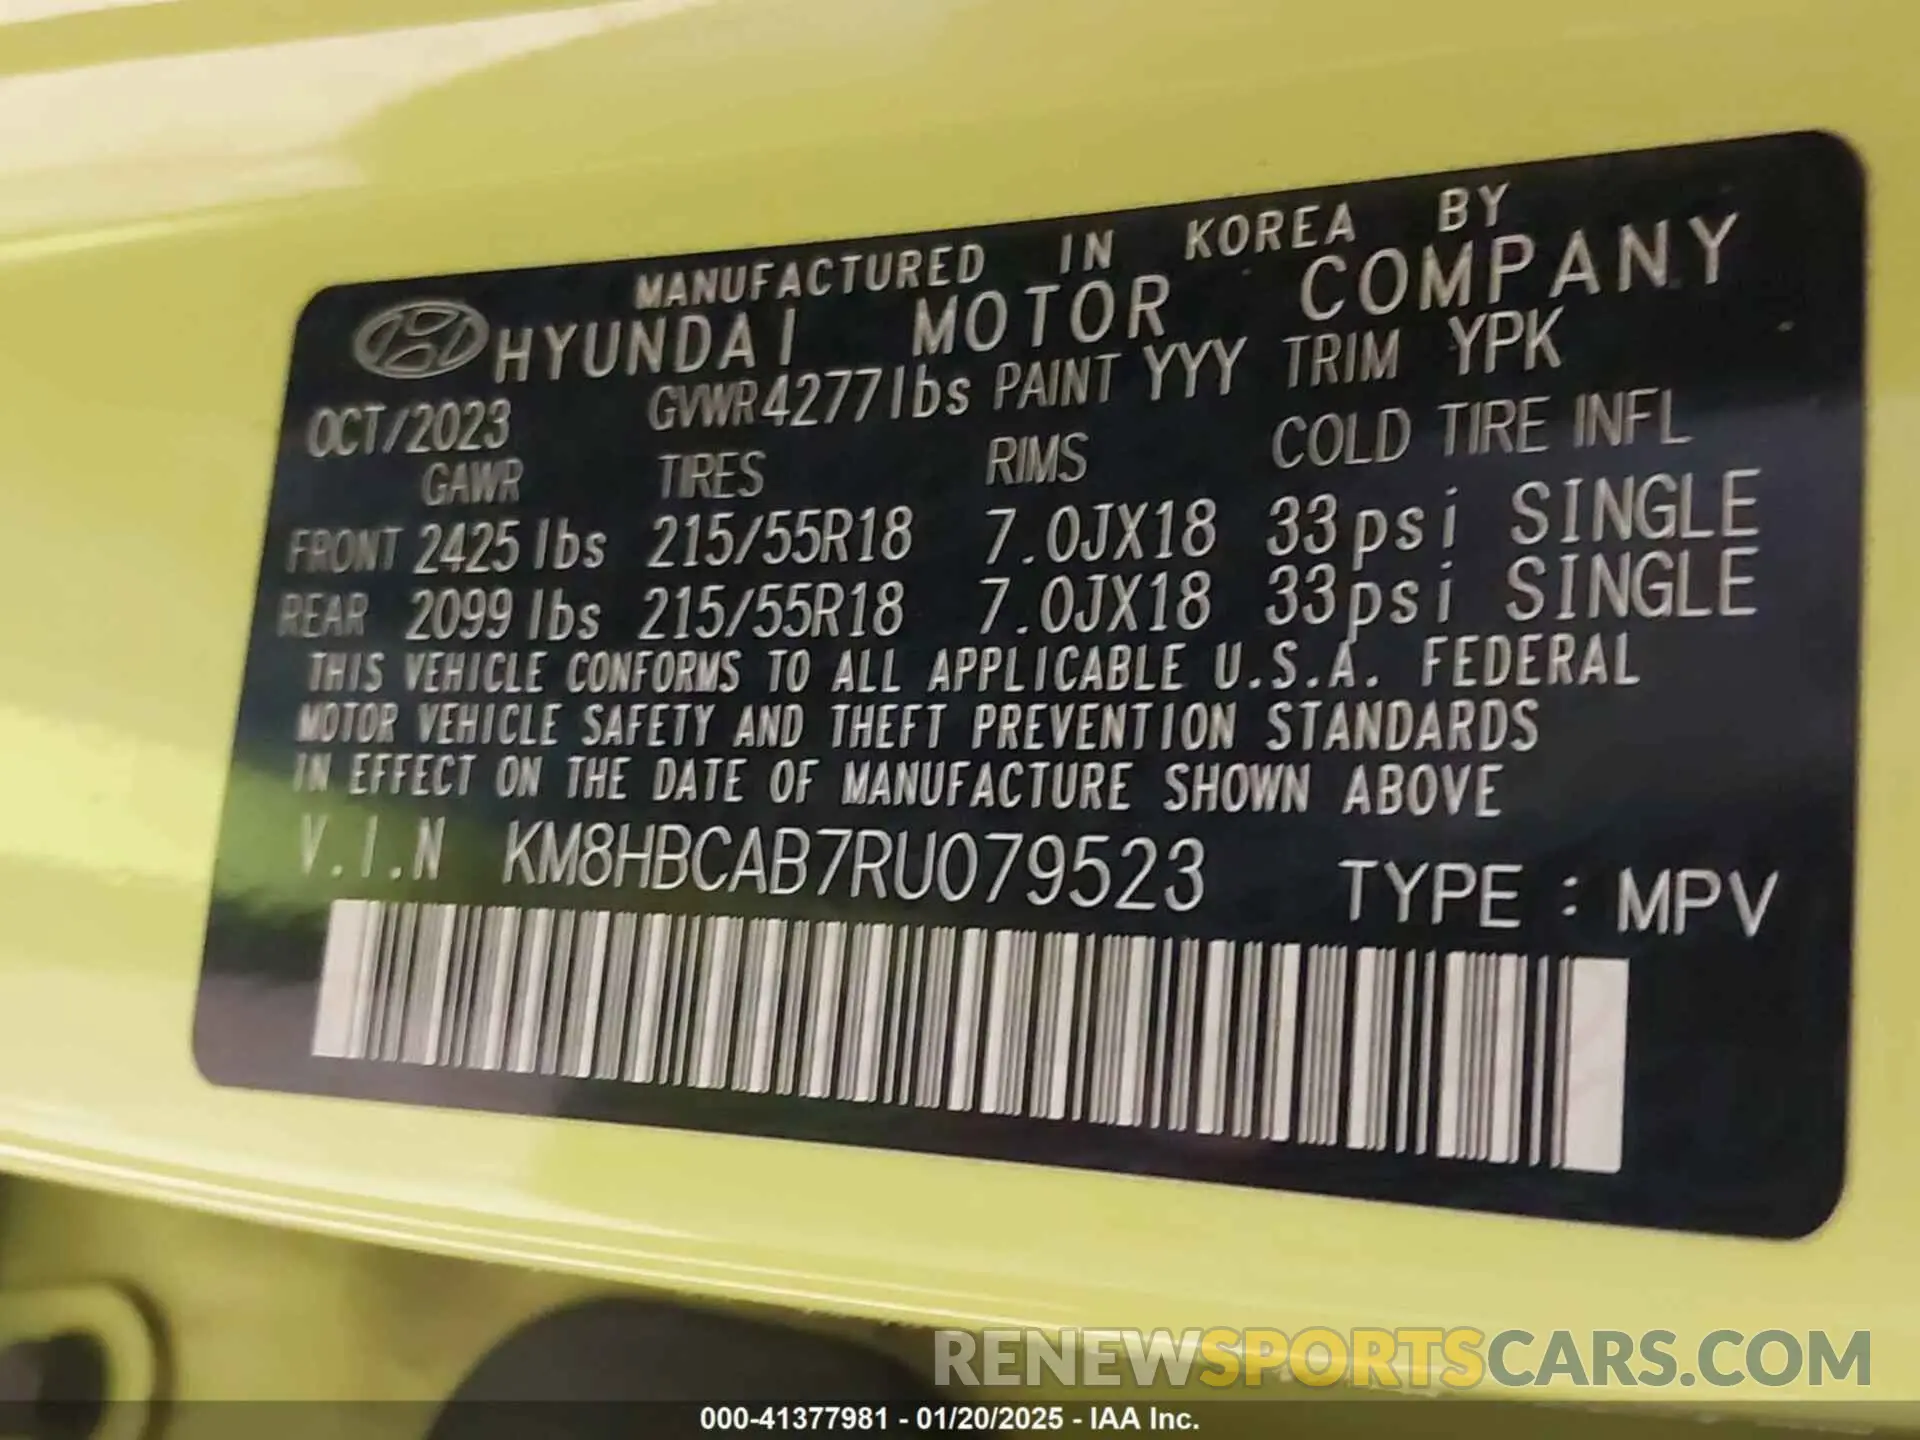 MANUFACTURED IN KOREA BY
HYUNDAI MOTOR COMPANY
OCT/2023 GVWR 4277lbs PAINT YYY TRIM YPK
GAWR TIRES RIMS COLD TIRE INFL
FRONT 2425 lbs 215/55R18 7.0JX18 33psi SINGLE
REAR 2099 lbs 215/55R18 7.0JX18 33psi SINGLE
THIS VEHICLE CONFORMS TO ALL APPLICABLE U.S.A. FEDERAL
MOTOR VEHICLE SAFETY AND THEFT PREVENTION STANDARDS
IN EFFECT ON THE DATE OF MANUFACTURE SHOWN ABOVE
V.I.N KM8HBCAB7RU079523 TYPE : MPV
RENEWSPORTSCARS.COM
000-41377981 - 01/20/2025 - IAA Inc.